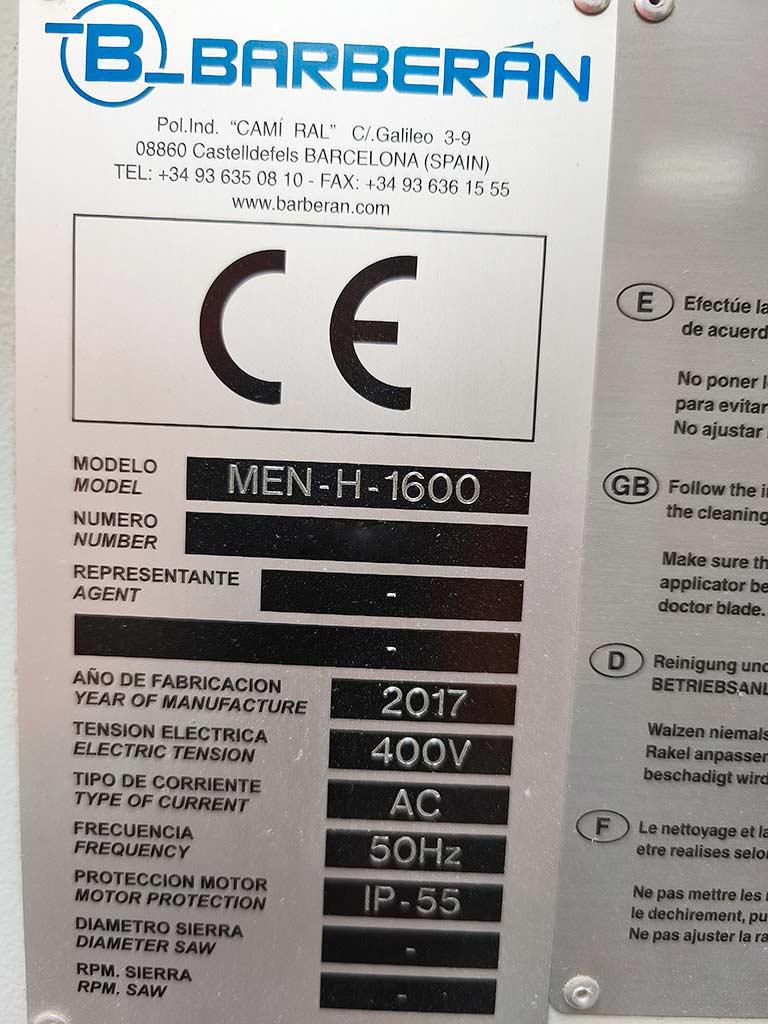 B BARBERÁN
Pol.Ind. "CAMÍ RAL" C/.Galileo 3-9
08860 Castelldefels BARCELONA (SPAIN)
TEL: +34 93 635 08 10 - FAX: +34 93 636 15 55
www.barberan.com
CE
MODELO
MODEL
MEN-H-1600
NUMERO
NUMBER
REPRESENTANTE
AGENT
-
-
AÑO DE FABRICACION
YEAR OF MANUFACTURE
2017
TENSION ELECTRICA
ELECTRIC TENSION
400V
TIPO DE CORRIENTE
TYPE OF CURRENT
AC
FRECUENCIA
FREQUENCY
50Hz
PROTECCION MOTOR
MOTOR PROTECTION
IP-55
DIAMETRO SIERRA
DIAMETER SAW
-
RPM. SIERRA
RPM. SAW
-
E
Efectúe la
de acuerd
No poner l
para evitar
No ajustar
GB
Follow the i
the cleaning
Make sure th
applicator be
doctor blade.
D
Reinigung und
BETRIEBSANL
Walzen niemals
Rakel anpassen
beschadigt wird
F
Le nettoyage et la
etre realises selo
Ne pas mettre les
le dechirement, pu
Ne pas ajuster la ra